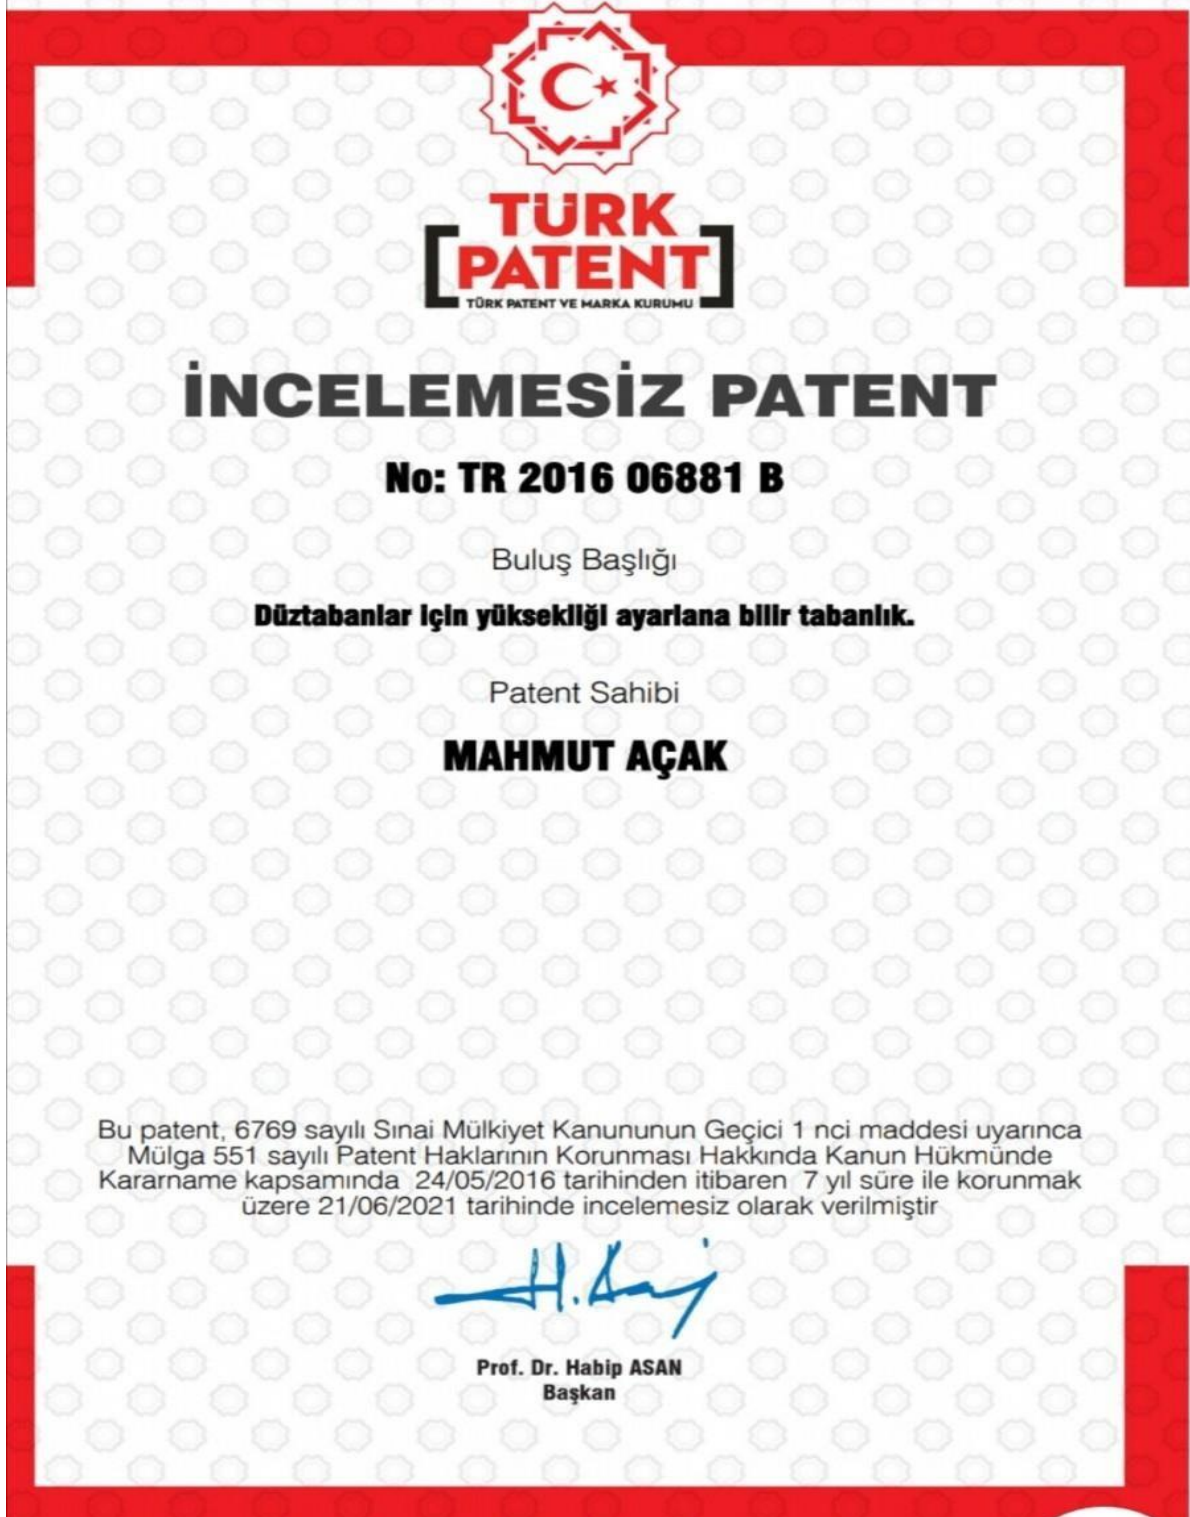 TÜRK
PATENT
TÜRK PATENT VE MARKA KURUMU
İNCELEMESİZ PATENT
No: TR 2016 06881 B
Buluş Başlığı
Düztabanlar için yüksekliği ayarlana bilir tabanlık.
Patent Sahibi
MAHMUT AÇAK
Bu patent, 6769 sayılı Sınai Mülkiyet Kanununun Geçici 1 nci maddesi uyarınca
Mülga 551 sayılı Patent Haklarının Korunması Hakkında Kanun Hükmünde
Kararname kapsamında 24/05/2016 tarihinden itibaren 7 yıl süre ile korunmak
üzere 21/06/2021 tarihinde incelemesiz olarak verilmiştir
Prof. Dr. Habip ASAN
Başkan